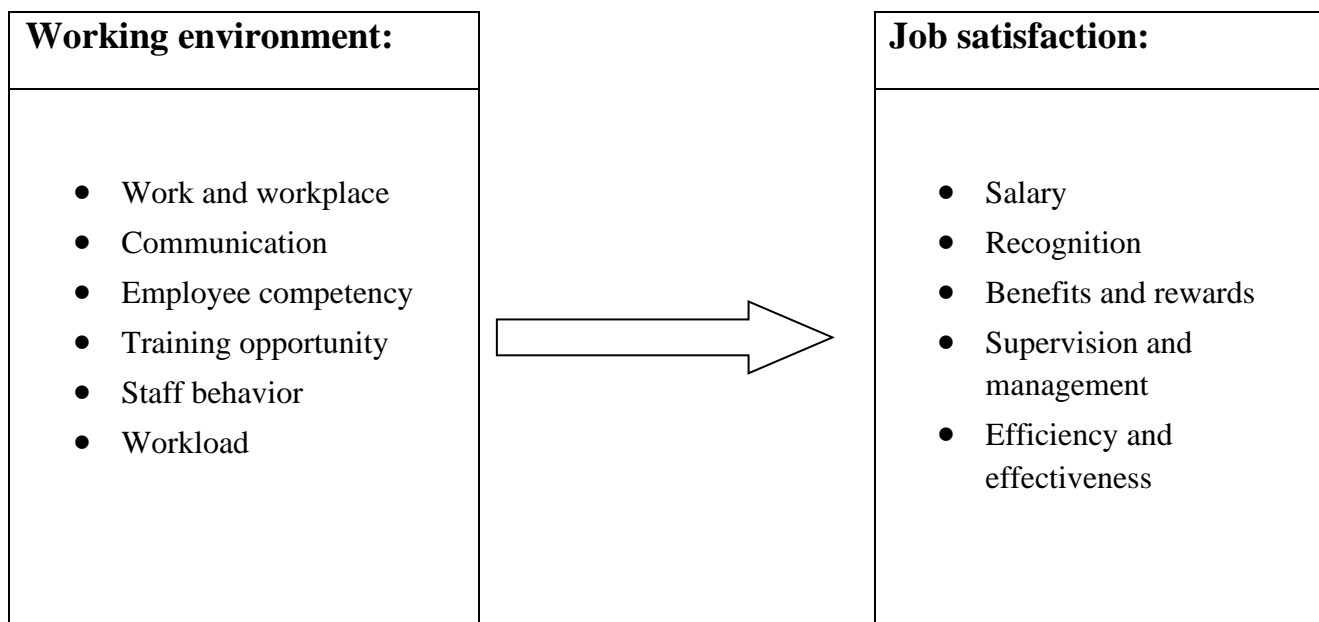 Working environment:
Work and workplace
Communication
Employee competency
Training opportunity
Staff behavior
Workload
Job satisfaction:
Salary
Recognition
Benefits and rewards
Supervision and
management
Efficiency and
effectiveness